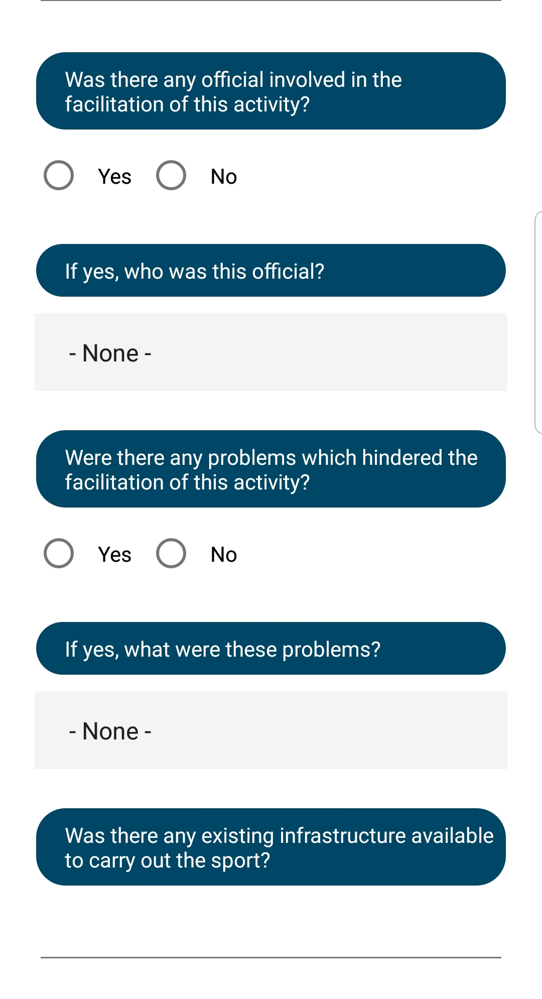 Was there any official involved in the
facilitation of this activity?
Yes No
If yes, who was this official?
- None -
Were there any problems which hindered the
facilitation of this activity?
Yes No
If yes, what were these problems?
- None -
Was there any existing infrastructure available
to carry out the sport?